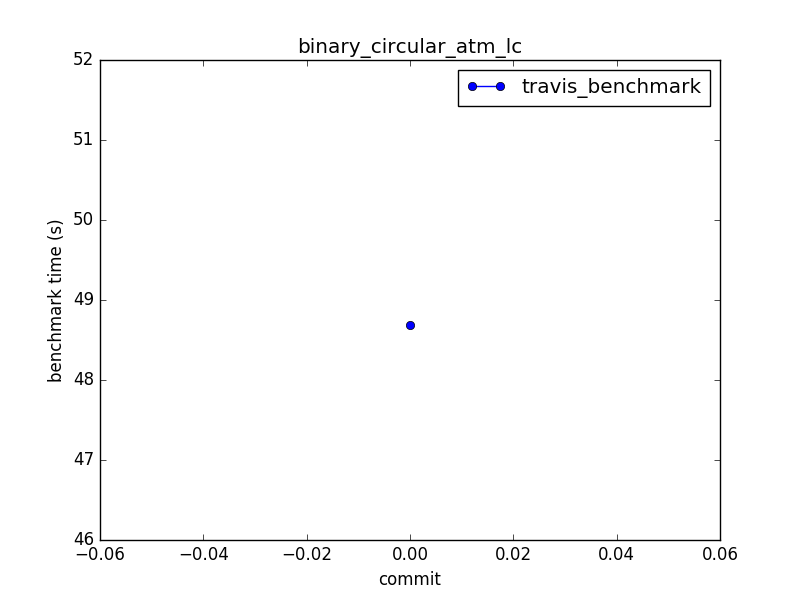 binary_circular_atm_lc
travis_benchmark
52
51
50
49
48
47
46
benchmark time (s)
−0.06 −0.04 −0.02 0.00 0.02 0.04 0.06
commit